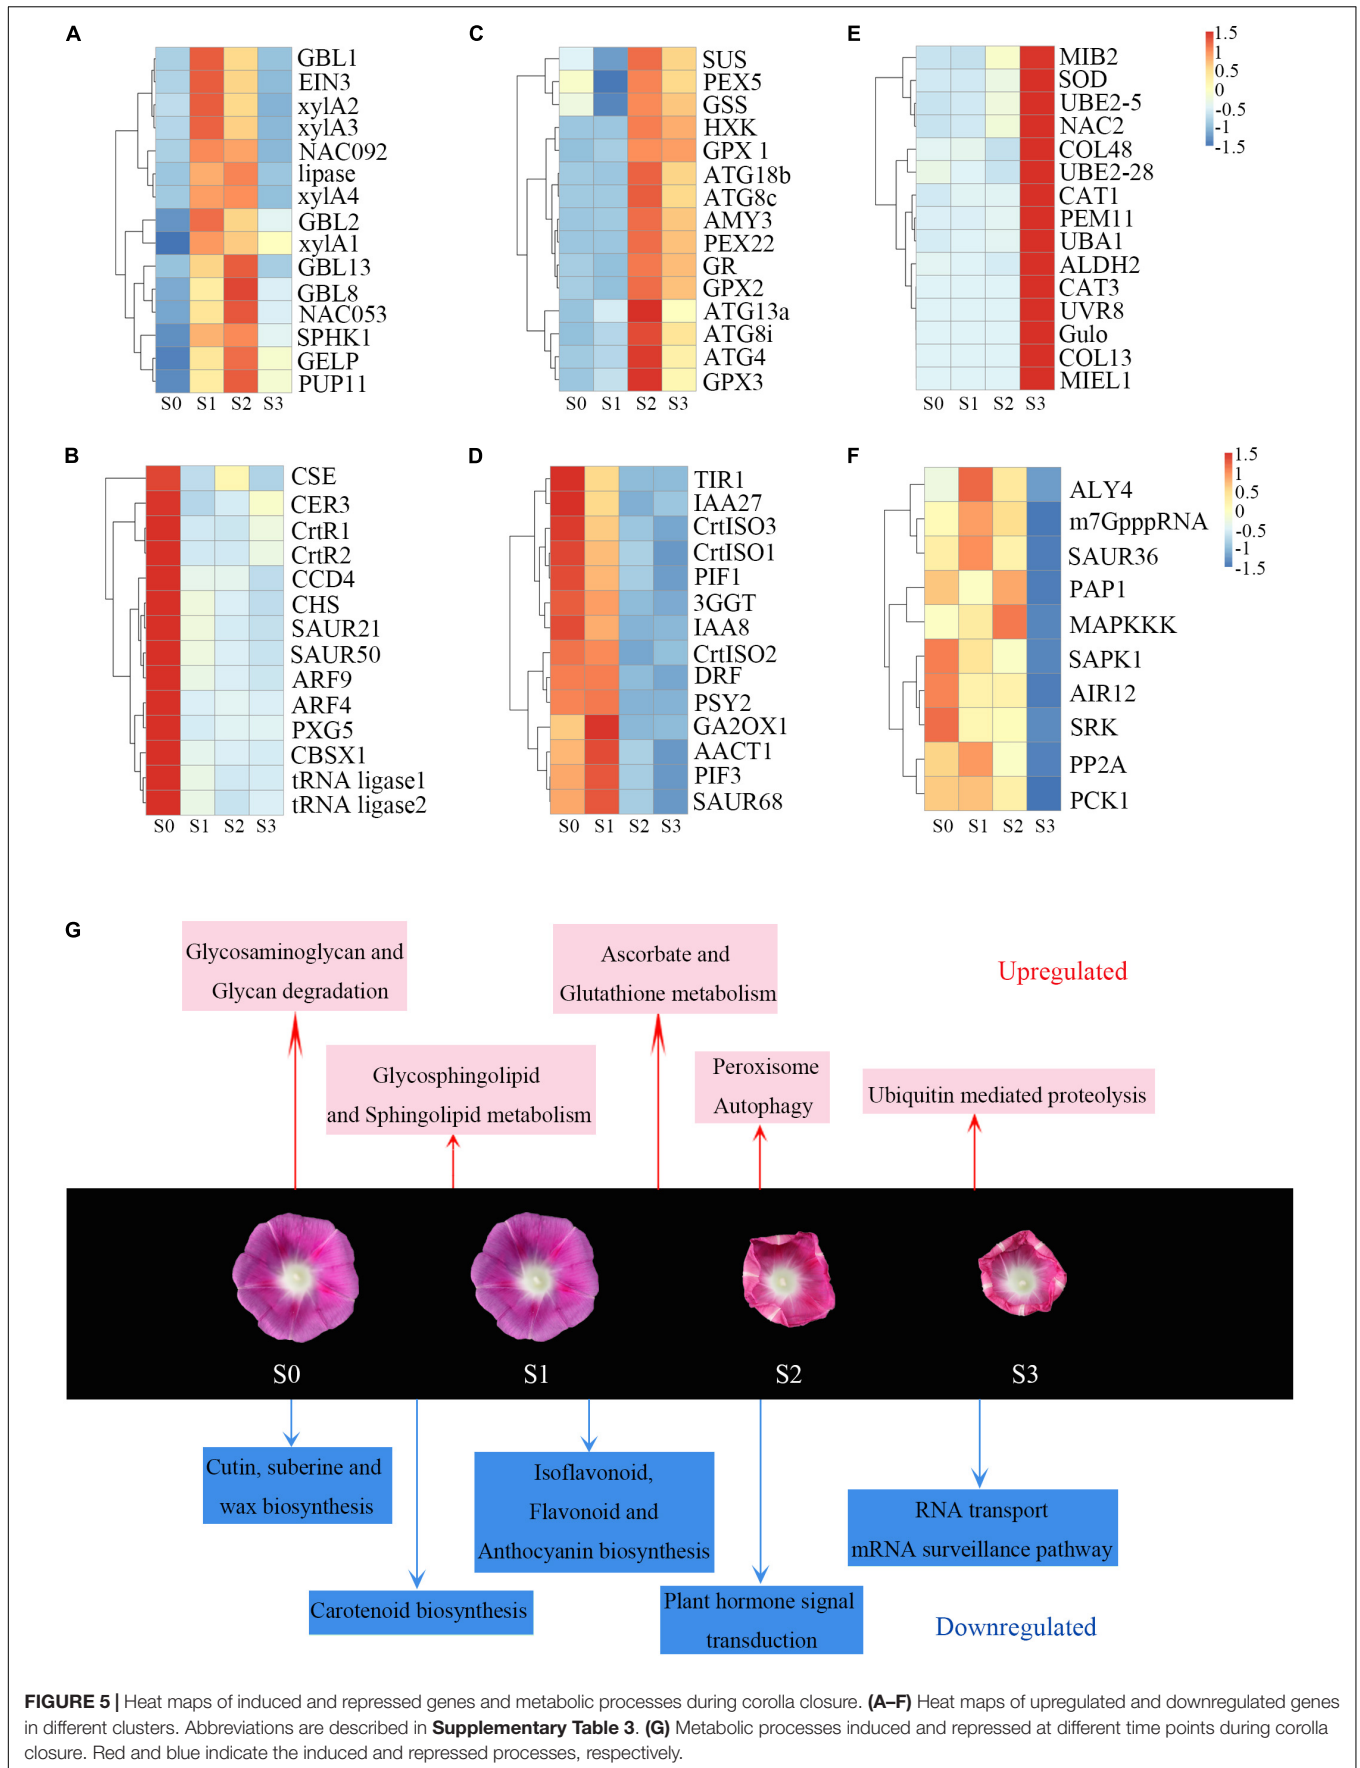 A
GBL1
EIN3
xylA2
xylA3
NAC092
lipase
xylA4
GBL2
xylA1
GBL13
GBL8
NAC053
SPHK1
GELP
PUP11
S0 S1 S2 S3
C
SUS
PEX5
GSS
HXK
GPX 1
ATG18b
ATG8c
AMY3
PEX22
GR
GPX2
ATG13a
ATG8i
ATG4
GPX3
S0 S1 S2 S3
E
MIB2
SOD
UBE2-5
NAC2
COL48
UBE2-28
CAT1
PEM11
UBA1
ALDH2
CAT3
UVR8
Gulo
COL13
MIEL1
S0 S1 S2 S3
1.5
1
0.5
0
-0.5
-1
-1.5
B
CSE
CER3
CrtR1
CrtR2
CCD4
CHS
SAUR21
SAUR50
ARF9
ARF4
PXG5
CBSX1
tRNA ligase1
tRNA ligase2
S0 S1 S2 S3
D
TIR1
IAA27
CrtISO3
CrtISO1
PIF1
3GGT
IAA8
CrtISO2
DRF
PSY2
GA2OX1
AACT1
PIF3
SAUR68
S0 S1 S2 S3
F
ALY4
m7GpppRNA
SAUR36
PAP1
MAPKKK
SAPK1
AIR12
SRK
PP2A
PCK1
S0 S1 S2 S3
1.5
1
0.5
0
-0.5
-1
-1.5
G
Glycosaminoglycan and
Glycan degradation
Glycosphingolipid
and Sphingolipid metabolism
Ascorbate and
Glutathione metabolism
Peroxisome
Autophagy
Ubiquitin mediated proteolysis
Upregulated
S0 S1 S2 S3
Cutin, suberine and
wax biosynthesis
Carotenoid biosynthesis
Isoflavonoid,
Flavonoid and
Anthocyanin biosynthesis
Plant hormone signal
transduction
RNA transport
mRNA surveillance pathway
Downregulated
FIGURE 5 | Heat maps of induced and repressed genes and metabolic processes during corolla closure. (A–F) Heat maps of upregulated and downregulated genes
in different clusters. Abbreviations are described in Supplementary Table 3. (G) Metabolic processes induced and repressed at different time points during corolla
closure. Red and blue indicate the induced and repressed processes, respectively.